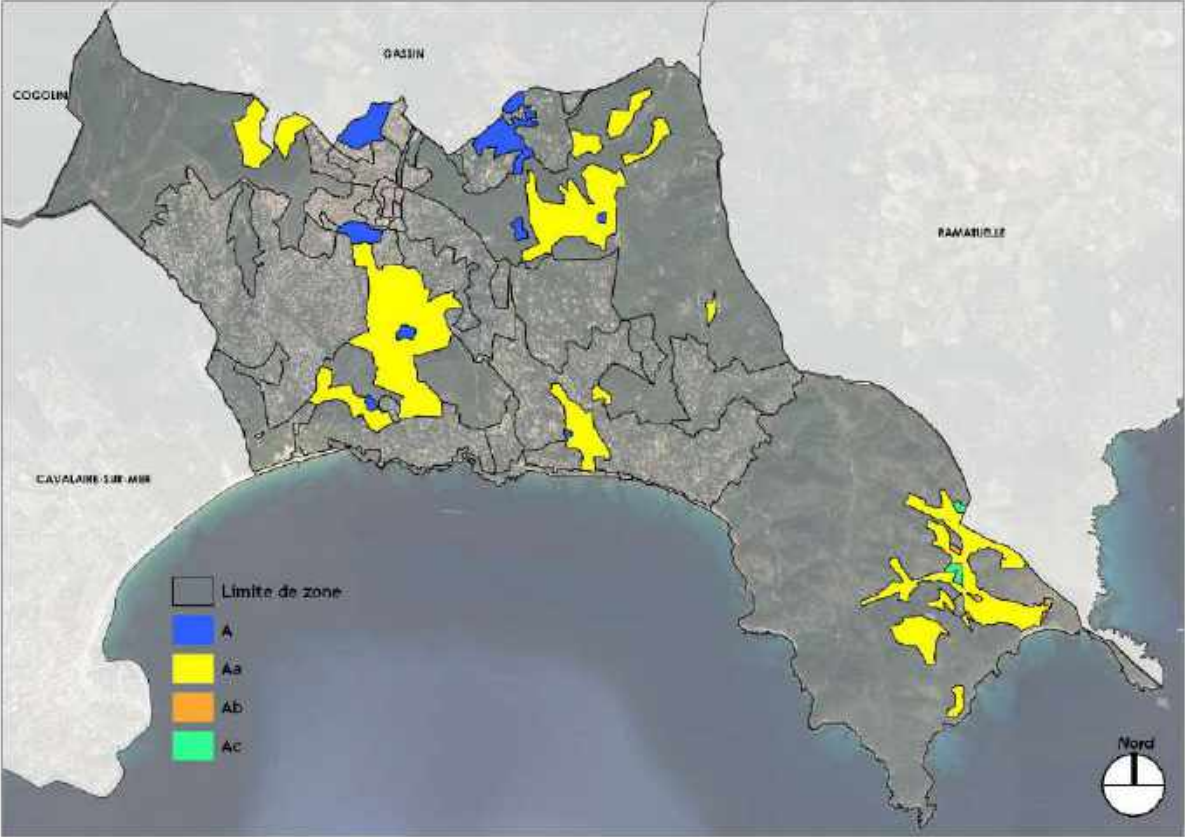 GASSIN
COGOLIN
RAMATUELLE
CAVALAIRE-SUR-MER
Limite de zone
A
Aa
Ab
Ac
Nord